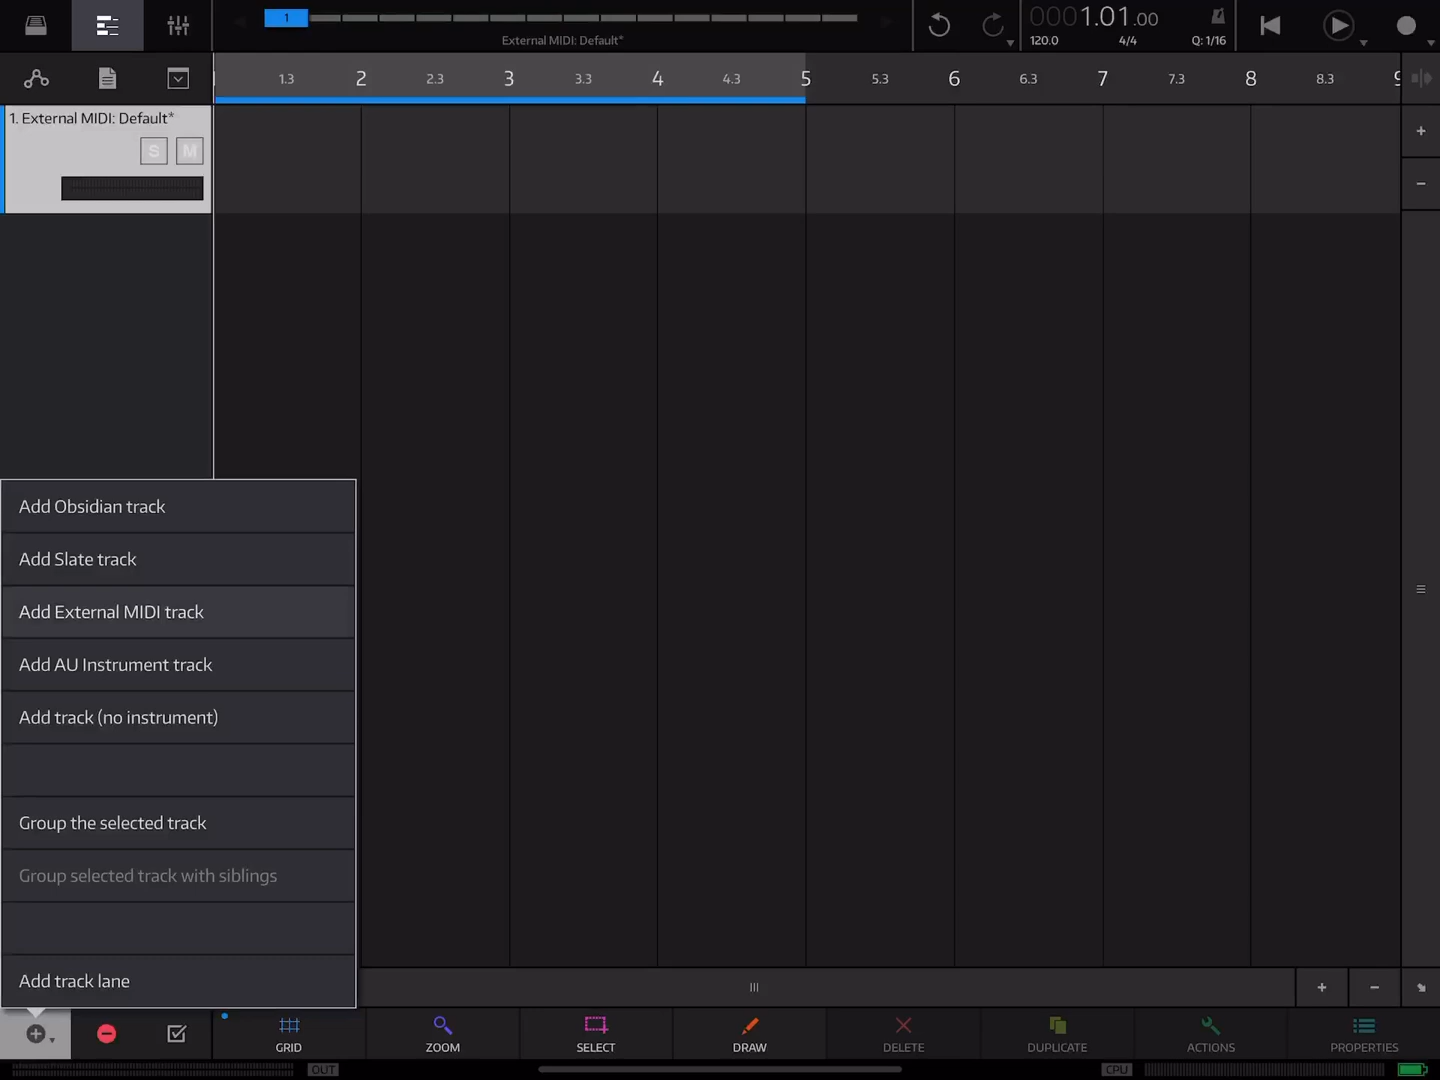 1
External MIDI: Default*
0001.01.00
120.0
4/4
Q: 1/16
1.3
2
2.3
3
3.3
4
4.3
5
5.3
6
6.3
7
7.3
8
8.3
1. External MIDI: Default*
S
M
Add Obsidian track
Add Slate track
Add External MIDI track
Add AU Instrument track
Add track (no instrument)
Group the selected track
Group selected track with siblings
Add track lane
GRID
ZOOM
SELECT
DRAW
DELETE
DUPLICATE
ACTIONS
PROPERTIES
OUT
CPU